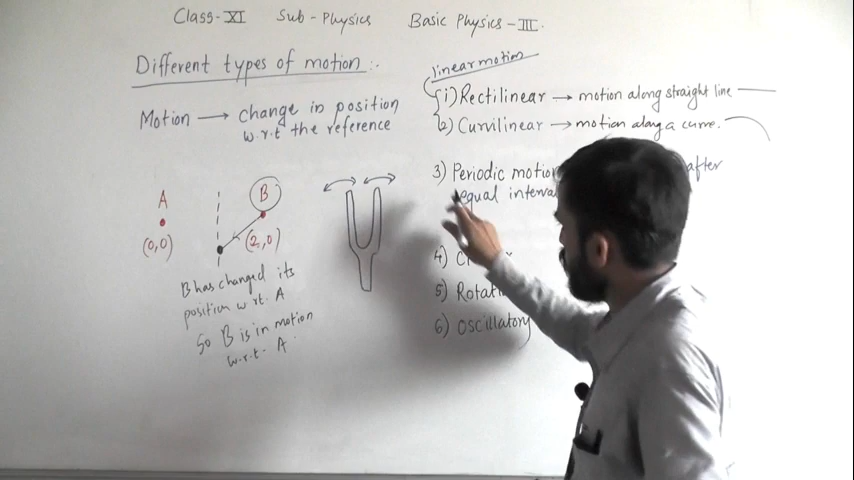 Class-XI Sub-Physics Basic Physics-III.
Different types of motion :.
Motion → change in position
w.r.t the reference
linear motion
1) Rectilinear → motion along straight line
2) Curvilinear → motion along a curve.
3) Periodic motion after
equal interval
4)
5) Rotati
6) Oscillatory
A
(0,0)
B
(2,0)
B has changed its
position w.r.t. A
So B is in motion
w.r.t. A.